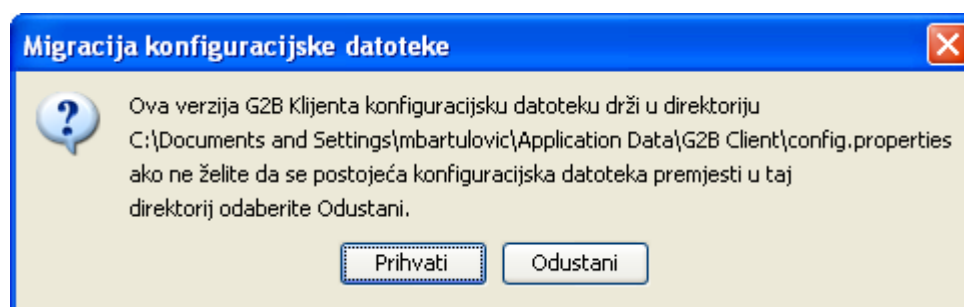 Migracija konfiguracijske datoteke
Ova verzija G2B Klijenta konfiguracijsku datoteku drži u direktoriju
C:\Documents and Settings\mbartulovic\Application Data\G2B Client\config.properties
ako ne želite da se postojeća konfiguracijska datoteka premjesti u taj
direktorij odaberite Odustani.
Prihvati Odustani